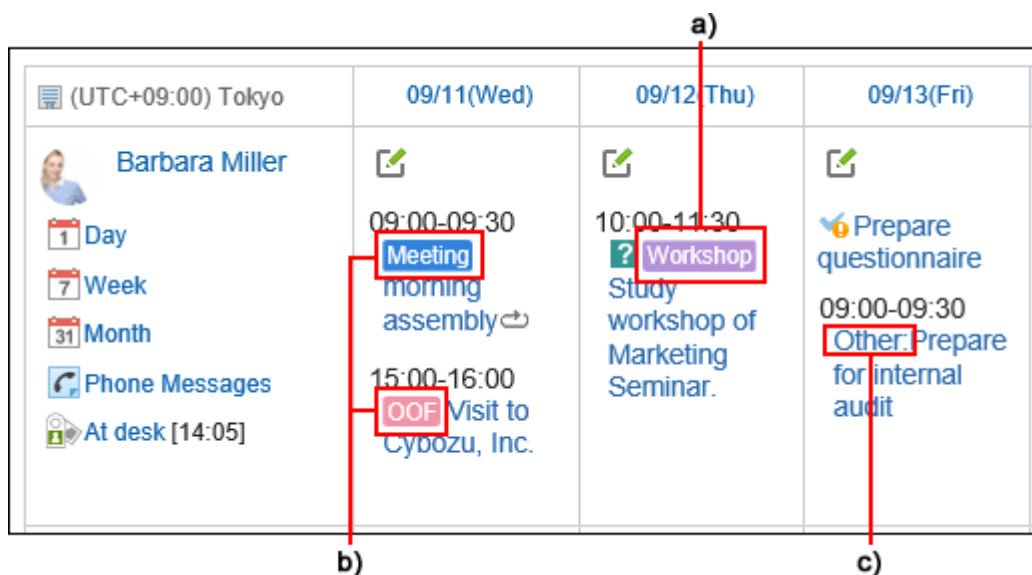 a)
(UTC+09:00) Tokyo
09/11(Wed)
09/12(Thu)
09/13(Fri)
Barbara Miller
1 Day
7 Week
31 Month
Phone Messages
At desk [14:05]
09:00-09:30
Meeting
morning
assembly
15:00-16:00
OOF Visit to
Cybozu, Inc.
10:00-11:30
? Workshop
Study
workshop of
Marketing
Seminar.
Prepare
questionnaire
09:00-09:30
Other:Prepare
for internal
audit
b)
c)